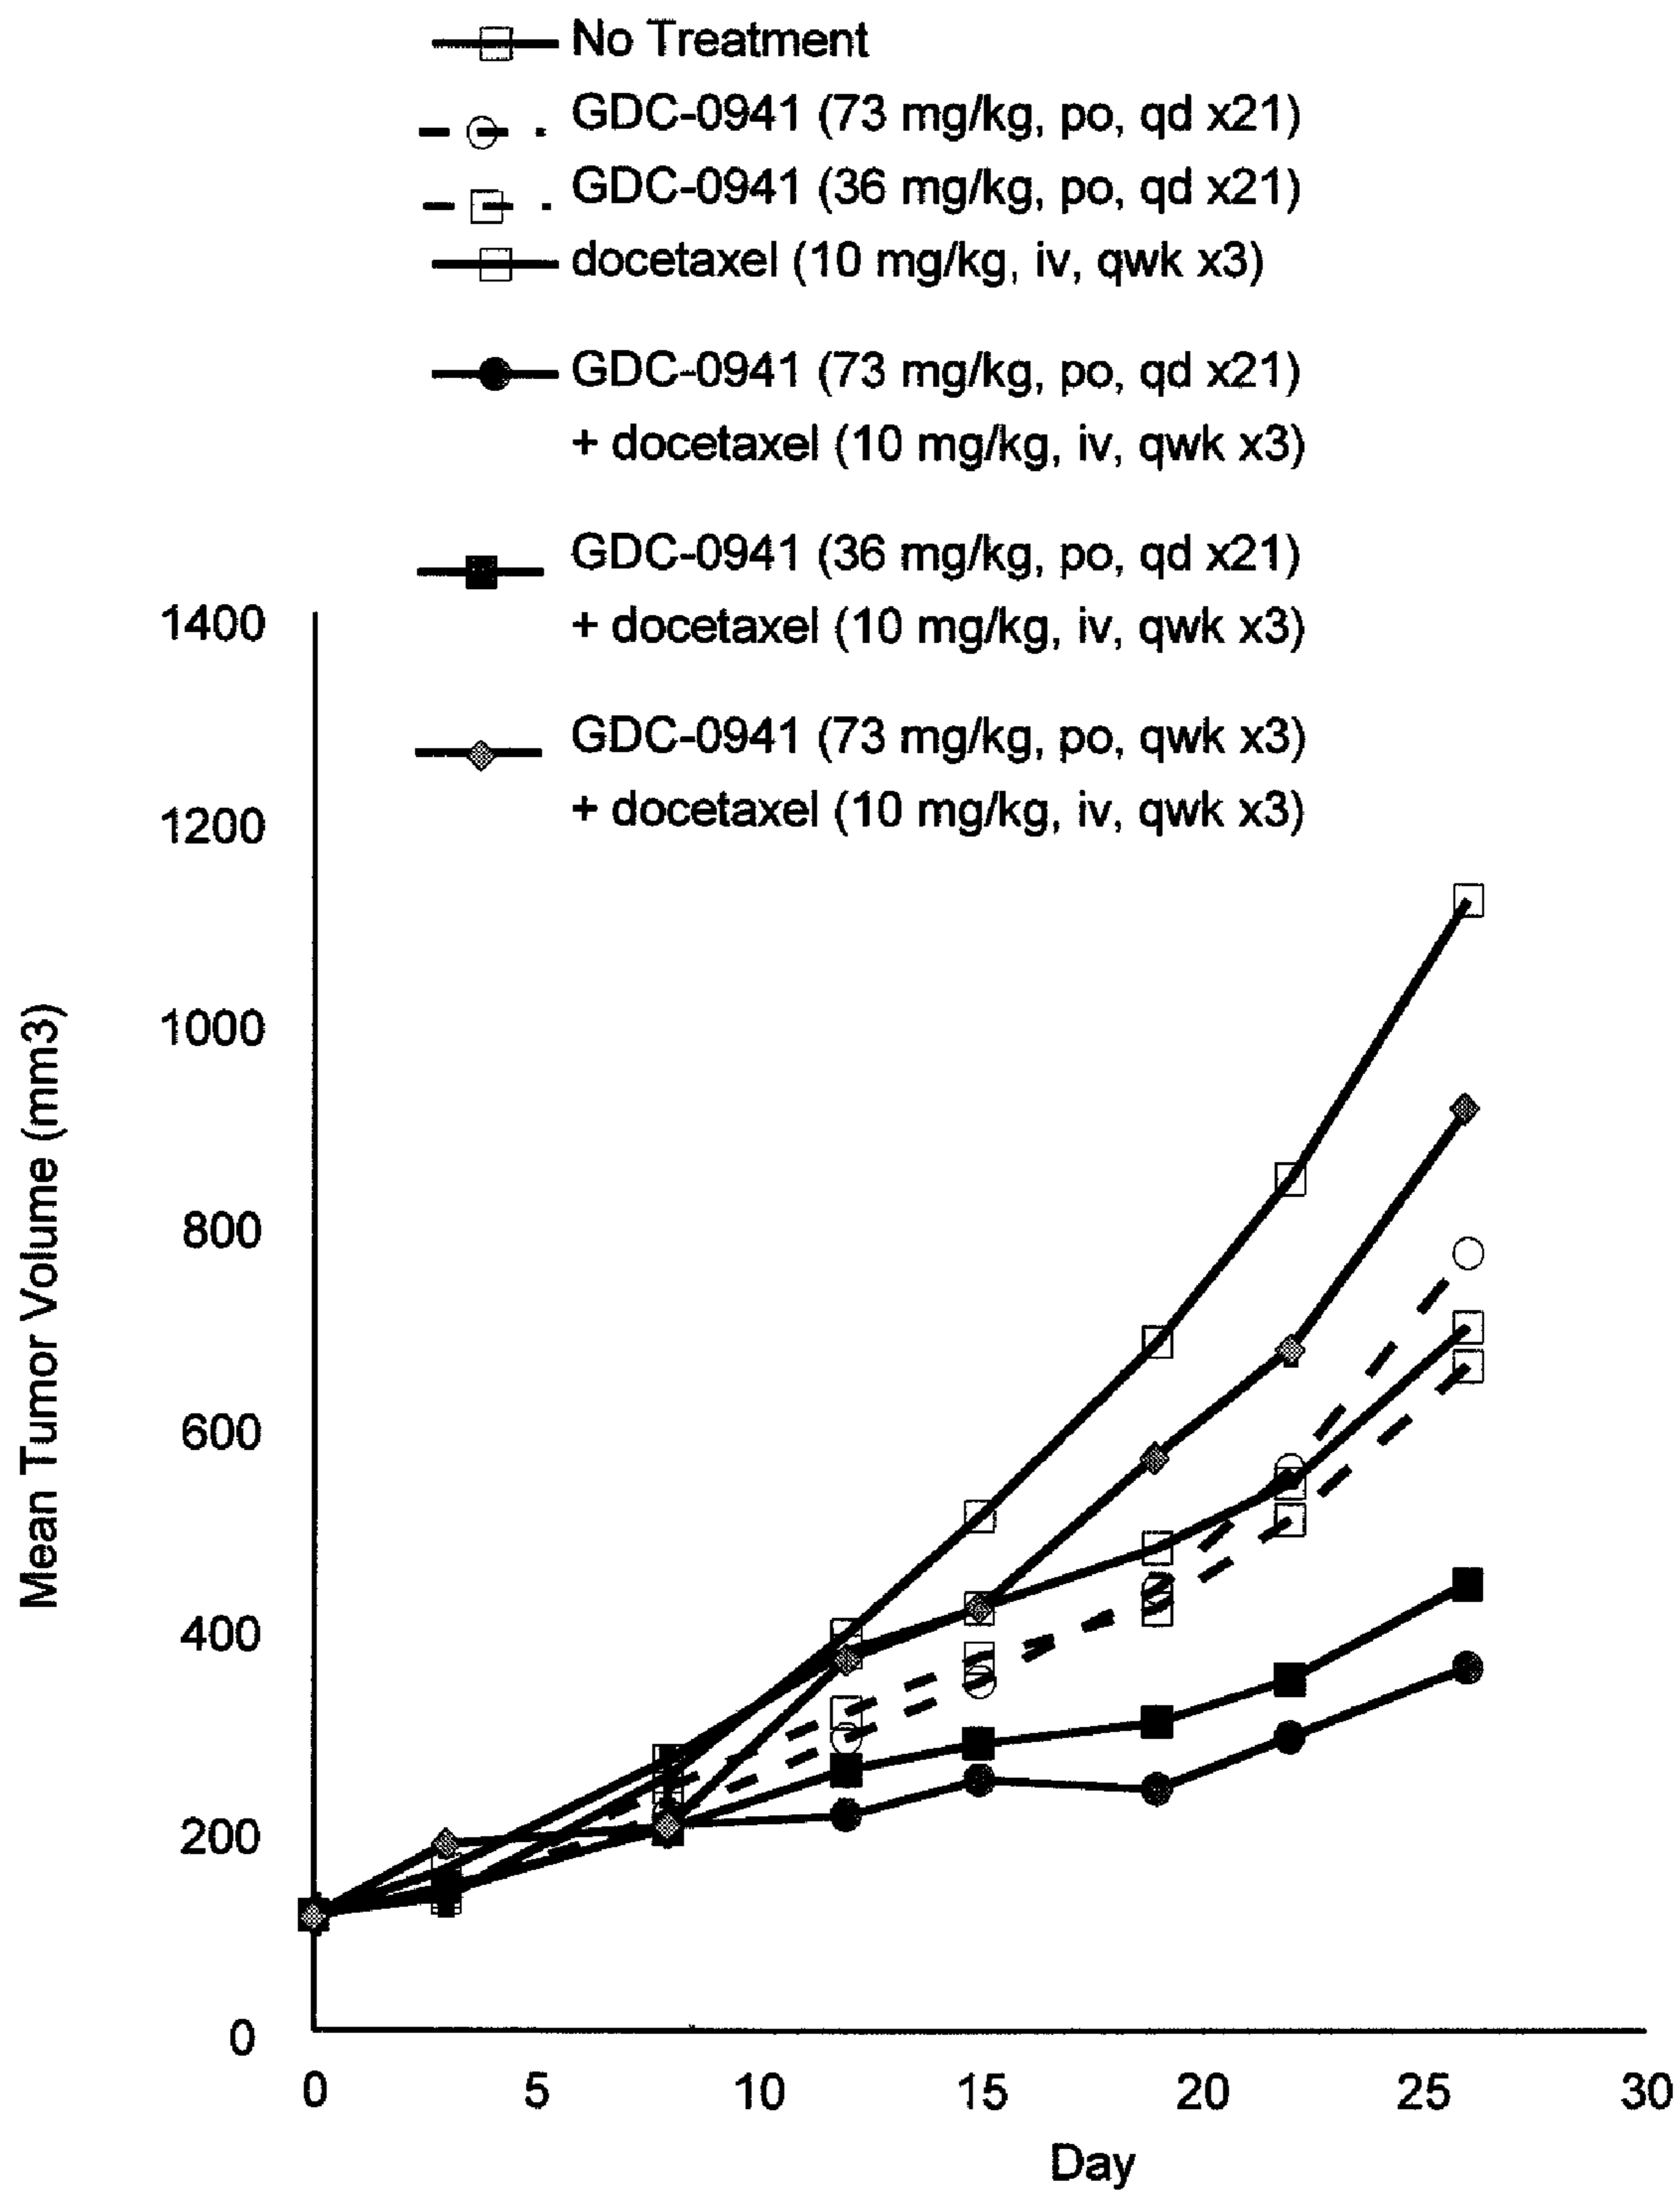 No Treatment
GDC-0941 (73 mg/kg, po, qd x21)
GDC-0941 (36 mg/kg, po, qd x21)
docetaxel (10 mg/kg, iv, qwk x3)
GDC-0941 (73 mg/kg, po, qd x21)
+ docetaxel (10 mg/kg, iv, qwk x3)
GDC-0941 (36 mg/kg, po, qd x21)
+ docetaxel (10 mg/kg, iv, qwk x3)
GDC-0941 (73 mg/kg, po, qwk x3)
+ docetaxel (10 mg/kg, iv, qwk x3)
1400
1200
1000
800
600
400
200
0
Mean Tumor Volume (mm3)
0 5 10 15 20 25 30
Day